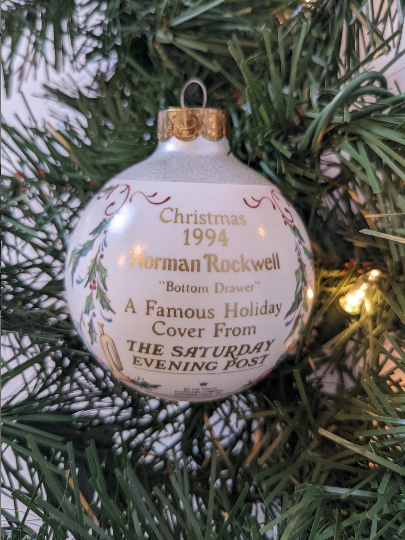 Christmas
1994
Norman Rockwell
"Bottom Drawer"
A Famous Holiday
Cover From
THE SATURDAY
EVENING POST